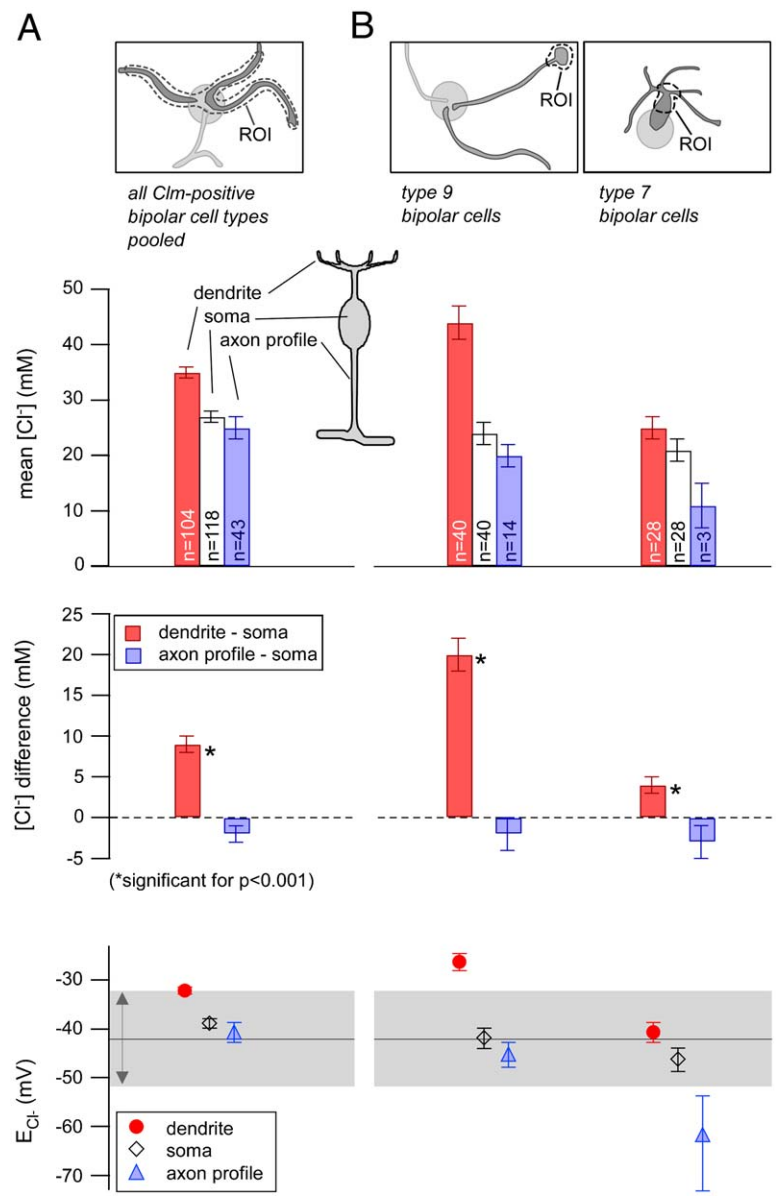 A
B
ROI
ROI
ROI
all Clm-positive
bipolar cell types
pooled
type 9
bipolar cells
type 7
bipolar cells
mean [Cl-] (mM)
50
40
30
20
10
0
dendrite
soma
axon profile
n=104
n=118
n=43
n=40
n=40
n=14
n=28
n=28
n=3
[Cl-] difference (mM)
25
20
15
10
5
0
-5
dendrite - soma
axon profile - soma
*
*
*
(*significant for p<0.001)
ECl- (mV)
-30
-40
-50
-60
-70
dendrite
soma
axon profile